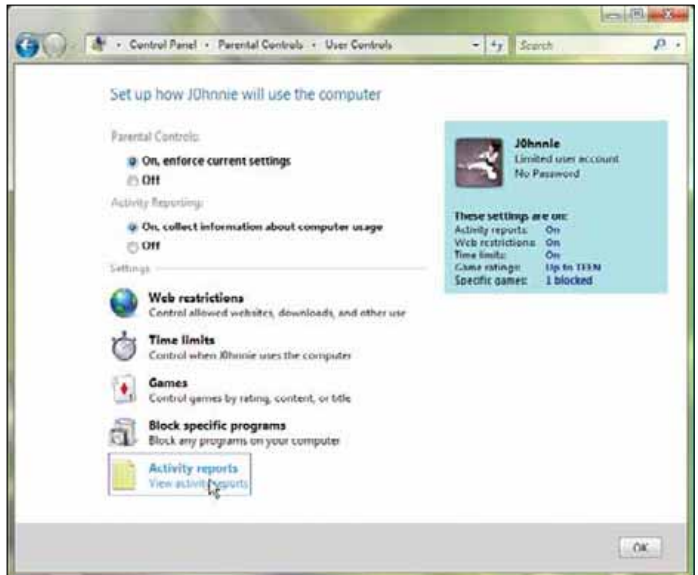 Control Panel · Parental Controls · User Controls
Search
Set up how J0hnnie will use the computer
Parental Controls:
On, enforce current settings
Off
Activity Reporting:
On, collect information about computer usage
Off
Settings
Web restrictions
Control allowed websites, downloads, and other use
Time limits
Control when J0hnnie uses the computer
Games
Control games by rating, content, or title
Block specific programs
Block any programs on your computer
Activity reports
View activity reports
J0hnnie
Limited user account
No Password
These settings are on:
Activity reports: On
Web restrictions: On
Time limits: On
Game ratings: Up to TEEN
Specific games: 1 blocked
OK